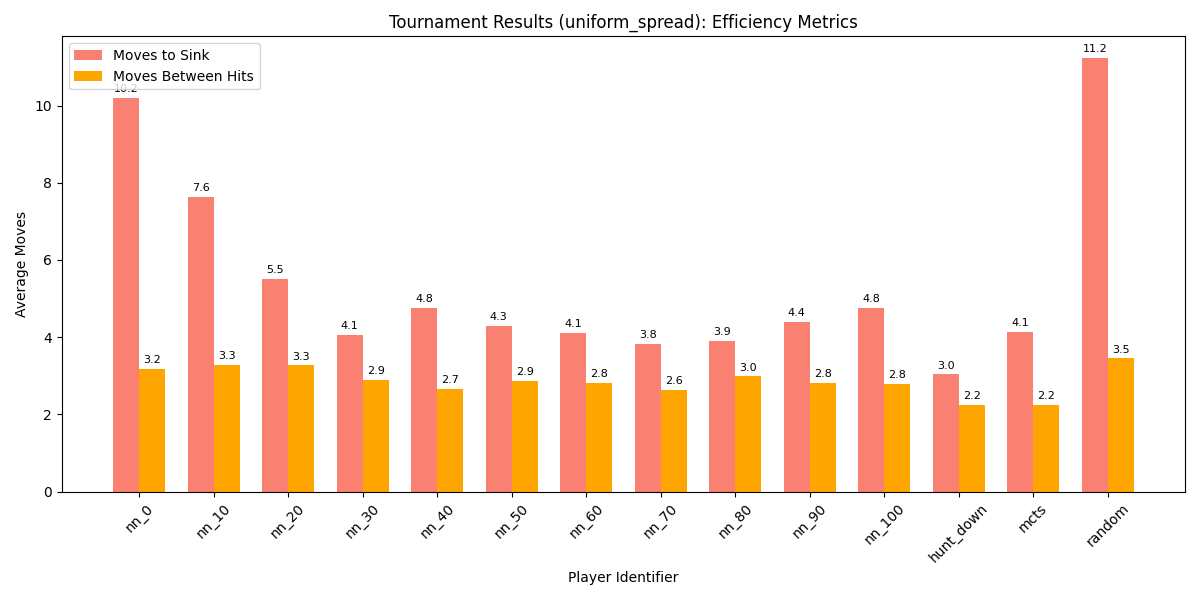 Tournament Results (uniform_spread): Efficiency Metrics
Moves to Sink
Moves Between Hits
Average Moves
10
8
6
4
2
0
10.2
3.2
7.6
3.3
5.5
3.3
4.1
2.9
4.8
2.7
4.3
2.9
4.1
2.8
3.8
2.6
3.9
3.0
4.4
2.8
4.8
2.8
3.0
2.2
4.1
2.2
11.2
3.5
nn_0
nn_10
nn_20
nn_30
nn_40
nn_50
nn_60
nn_70
nn_80
nn_90
nn_100
hunt_down
mcts
random
Player Identifier